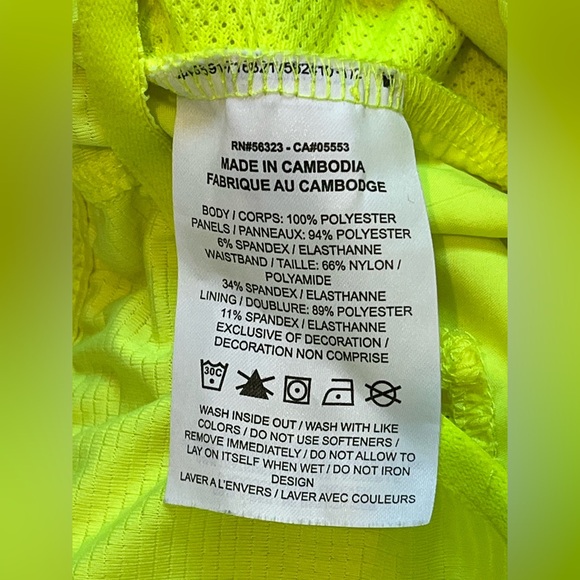 RN#56323 - CA#05553
MADE IN CAMBODIA
FABRIQUE AU CAMBODGE
BODY / CORPS: 100% POLYESTER
PANELS / PANNEAUX: 94% POLYESTER
6% SPANDEX / ELASTHANNE
WAISTBAND / TAILLE: 66% NYLON /
POLYAMIDE
34% SPANDEX / ELASTHANNE
LINING / DOUBLURE: 89% POLYESTER
11% SPANDEX / ELASTHANNE
EXCLUSIVE OF DECORATION /
DECORATION NON COMPRISE
30C
WASH INSIDE OUT / WASH WITH LIKE
COLORS / DO NOT USE SOFTENERS /
REMOVE IMMEDIATELY / DO NOT ALLOW TO
LAY ON ITSELF WHEN WET / DO NOT IRON
DESIGN
LAVER A L'ENVERS / LAVER AVEC COULEURS